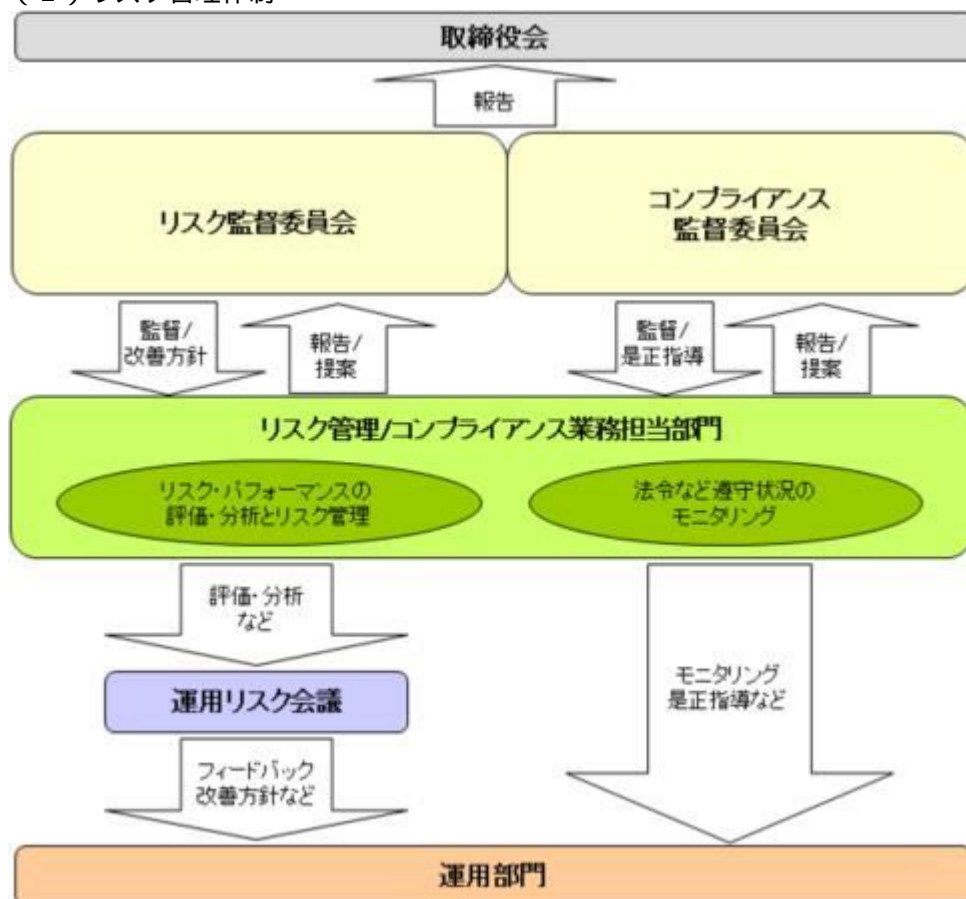 (2)リスク管理体制
取締役会
報告
リスク監督委員会
コンプライアンス
監督委員会
監督/
改善方針
報告/
提案
監督/
是正指導
報告/
提案
リスク管理/コンプライアンス業務担当部門
リスク・パフォーマンスの
評価・分析とリスク管理
法令など遵守状況の
モニタリング
評価・分析
など
運用リスク会議
モニタリング
是正指導など
フィードバック
改善方針など
運用部門